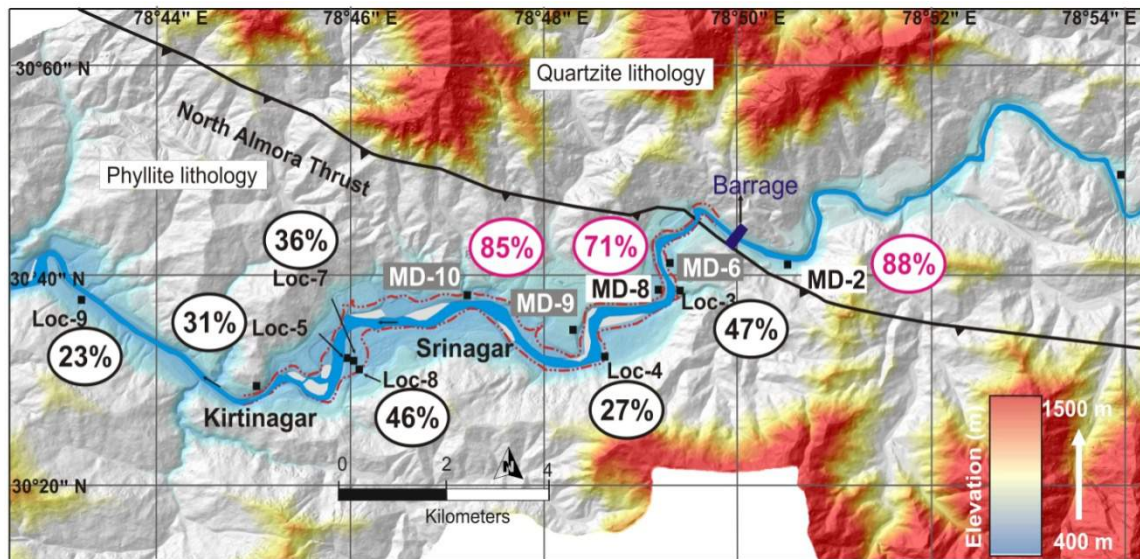 78°44' E
78°46' E
78°48' E
78°50' E
78°52' E
78°54' E
30°60' N
Quartzite lithology
North Almora Thrust
Phyllite lithology
Barrage
36%
Loc-7
85%
71%
88%
30°40' N
MD-10
MD-6
MD-2
MD-9
MD-8
Loc-3
Loc-9
31%
Loc-5
47%
23%
Srinagar
Loc-4
Loc-8
Kirtinagar
46%
27%
N
0
2
4
Kilometers
30°20" N
Elevation (m)
1500 m
400 m